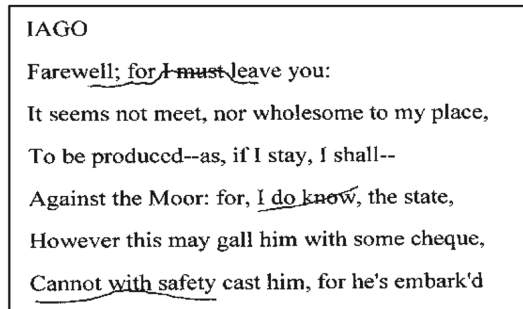 IAGO
Farewell; for I must leave you:
It seems not meet, nor wholesome to my place,
To be produced--as, if I stay, I shall--
Against the Moor: for, I do know, the state,
However this may gall him with some cheque,
Cannot with safety cast him, for he's embark'd